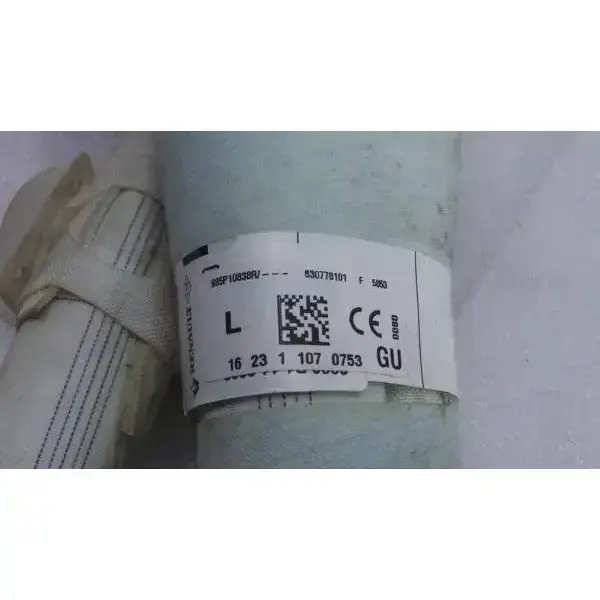 985P10838R/--- 630778101 F 5053
L CE 0080
16 23 1 107 0753 GU
RENAULT